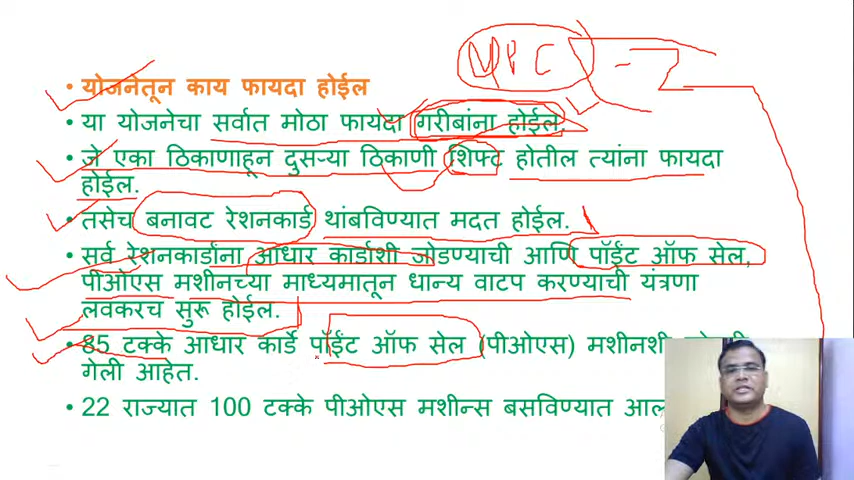 UPC
योजनेतून काय फायदा होईल
या योजनेचा सर्वात मोठा फायदा गरीबांना होईल.
जे एका ठिकाणाहून दुसऱ्या ठिकाणी शिफ्ट होतील त्यांना फायदा
होईल.
तसेच बनावट रेशनकार्ड थांबविण्यात मदत होईल.
सर्व रेशनकार्डांना आधार कार्डाशी जोडण्याची आणि पॉईंट ऑफ सेल,
पीओएस मशीनच्या माध्यमातून धान्य वाटप करण्याची यंत्रणा
लवकरच सुरू होईल.
85 टक्के आधार कार्ड पॉईंट ऑफ सेल (पीओएस) मशीनशी
गेली आहेत.
22 राज्यात 100 टक्के पीओएस मशीन्स बसविण्यात